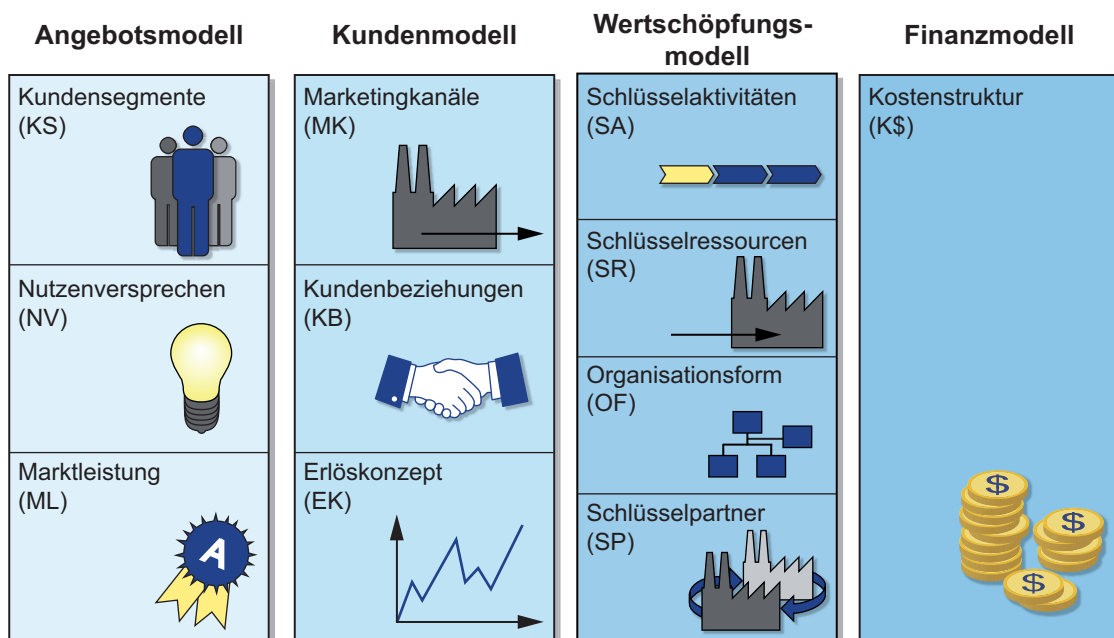 Angebotsmodell
Kundensegmente
(KS)
Nutzenversprechen
(NV)
Marktleistung
(ML)
A
Kundenmodell
Marketingkanäle
(MK)
Kundenbeziehungen
(KB)
Erlöskonzept
(EK)
Wertschöpfungs-
modell
Schlüsselaktivitäten
(SA)
Schlüsselressourcen
(SR)
Organisationsform
(OF)
Schlüsselpartner
(SP)
Finanzmodell
Kostenstruktur
(K$)
$
$
$